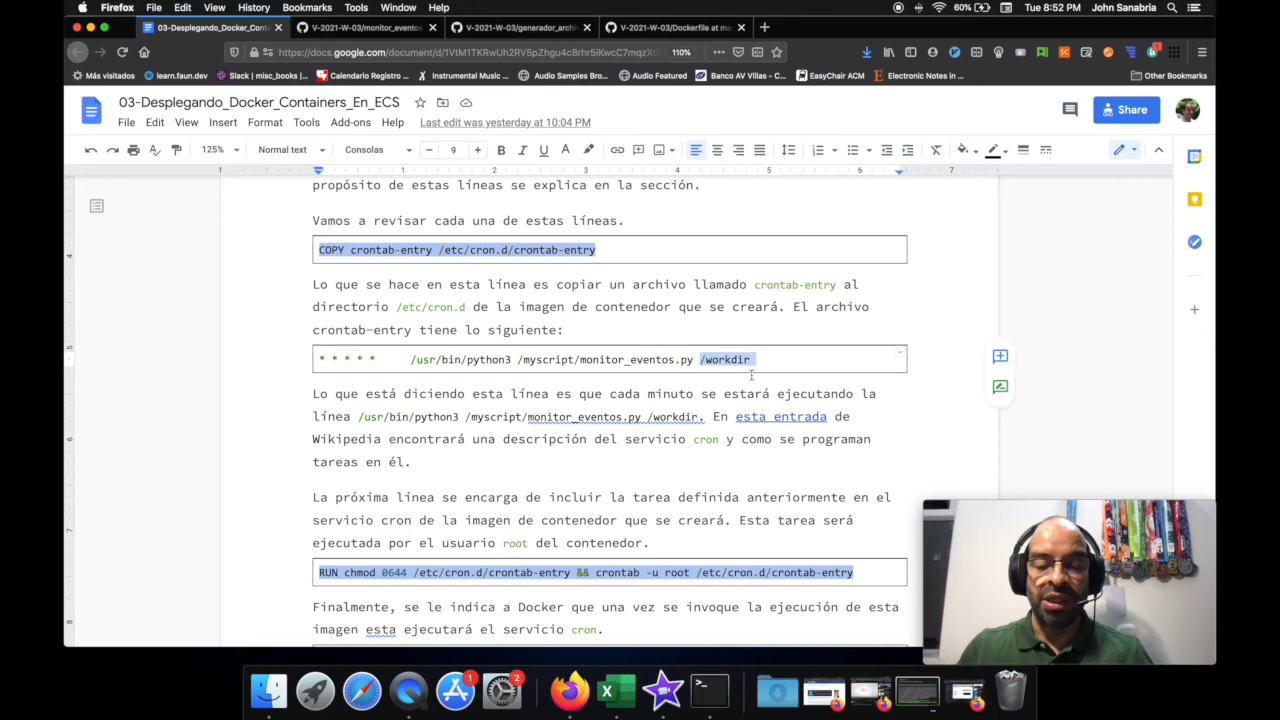 Firefox File Edit View History Bookmarks Tools Window Help 60% Tue 8:52 PM John Sanabria
03-Desplegando_Docker_Cont V-2021-W-03/monitor_eventos V-2021-W-03/generador_archi V-2021-W-03/Dockerfile at ma
110%
Más visitados learn.faun.dev Slack | misc_books | ... Calendario Registro ... Instrumental Music ... Audio Samples Bro... Audio Featured Banco AV Villas - C... EasyChair ACM Electronic Notes in ... Other Bookmarks
03-Desplegando_Docker_Containers_En_ECS
Share
File Edit View Insert Format Tools Add-ons Help Last edit was yesterday at 10:04 PM
125% Normal text Consolas 9
1 1 2 3 4 5 6 7
propósito de estas líneas se explica en la sección.
Vamos a revisar cada una de estas líneas.
COPY crontab-entry /etc/cron.d/crontab-entry
Lo que se hace en esta línea es copiar un archivo llamado crontab-entry al
directorio /etc/cron.d de la imagen de contenedor que se creará. El archivo
crontab-entry tiene lo siguiente:
* * * * * /usr/bin/python3 /myscript/monitor_eventos.py /workdir
Lo que está diciendo esta línea es que cada minuto se estará ejecutando la
línea /usr/bin/python3 /myscript/monitor_eventos.py /workdir. En esta entrada de
Wikipedia encontrará una descripción del servicio cron y como se programan
tareas en él.
La próxima línea se encarga de incluir la tarea definida anteriormente en el
servicio cron de la imagen de contenedor que se creará. Esta tarea será
ejecutada por el usuario root del contenedor.
RUN chmod 0644 /etc/cron.d/crontab-entry && crontab -u root /etc/cron.d/crontab-entry
Finalmente, se le indica a Docker que una vez se invoque la ejecución de esta
imagen esta ejecutará el servicio cron.